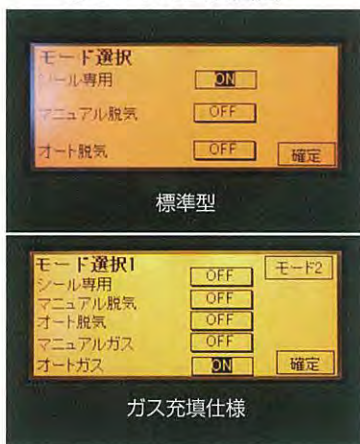 モード選択
シール専用 ON
マニュアル脱気 OFF
オート脱気 OFF 確定
標準型
モード選択1 モード2
シール専用 OFF
マニュアル脱気 OFF
オート脱気 OFF
マニュアルガス OFF
オートガス ON 確定
ガス充填仕様